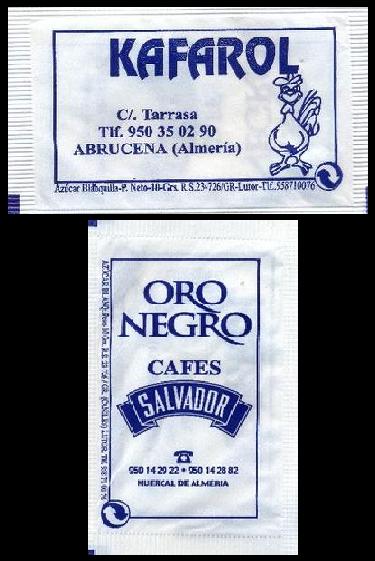 KAFAROL
C/. Tarrasa
Tlf. 950 35 02 90
ABRUCENA (Almería)
Azúcar Blanquilla-P. Neto-10-Grs. R.S.23/726/GR-Lutor-Tlf.558710076
ORO
NEGRO
CAFES
SALVADOR
950 14 20 22 • 950 14 28 82
HUERCAL DE ALMERIA